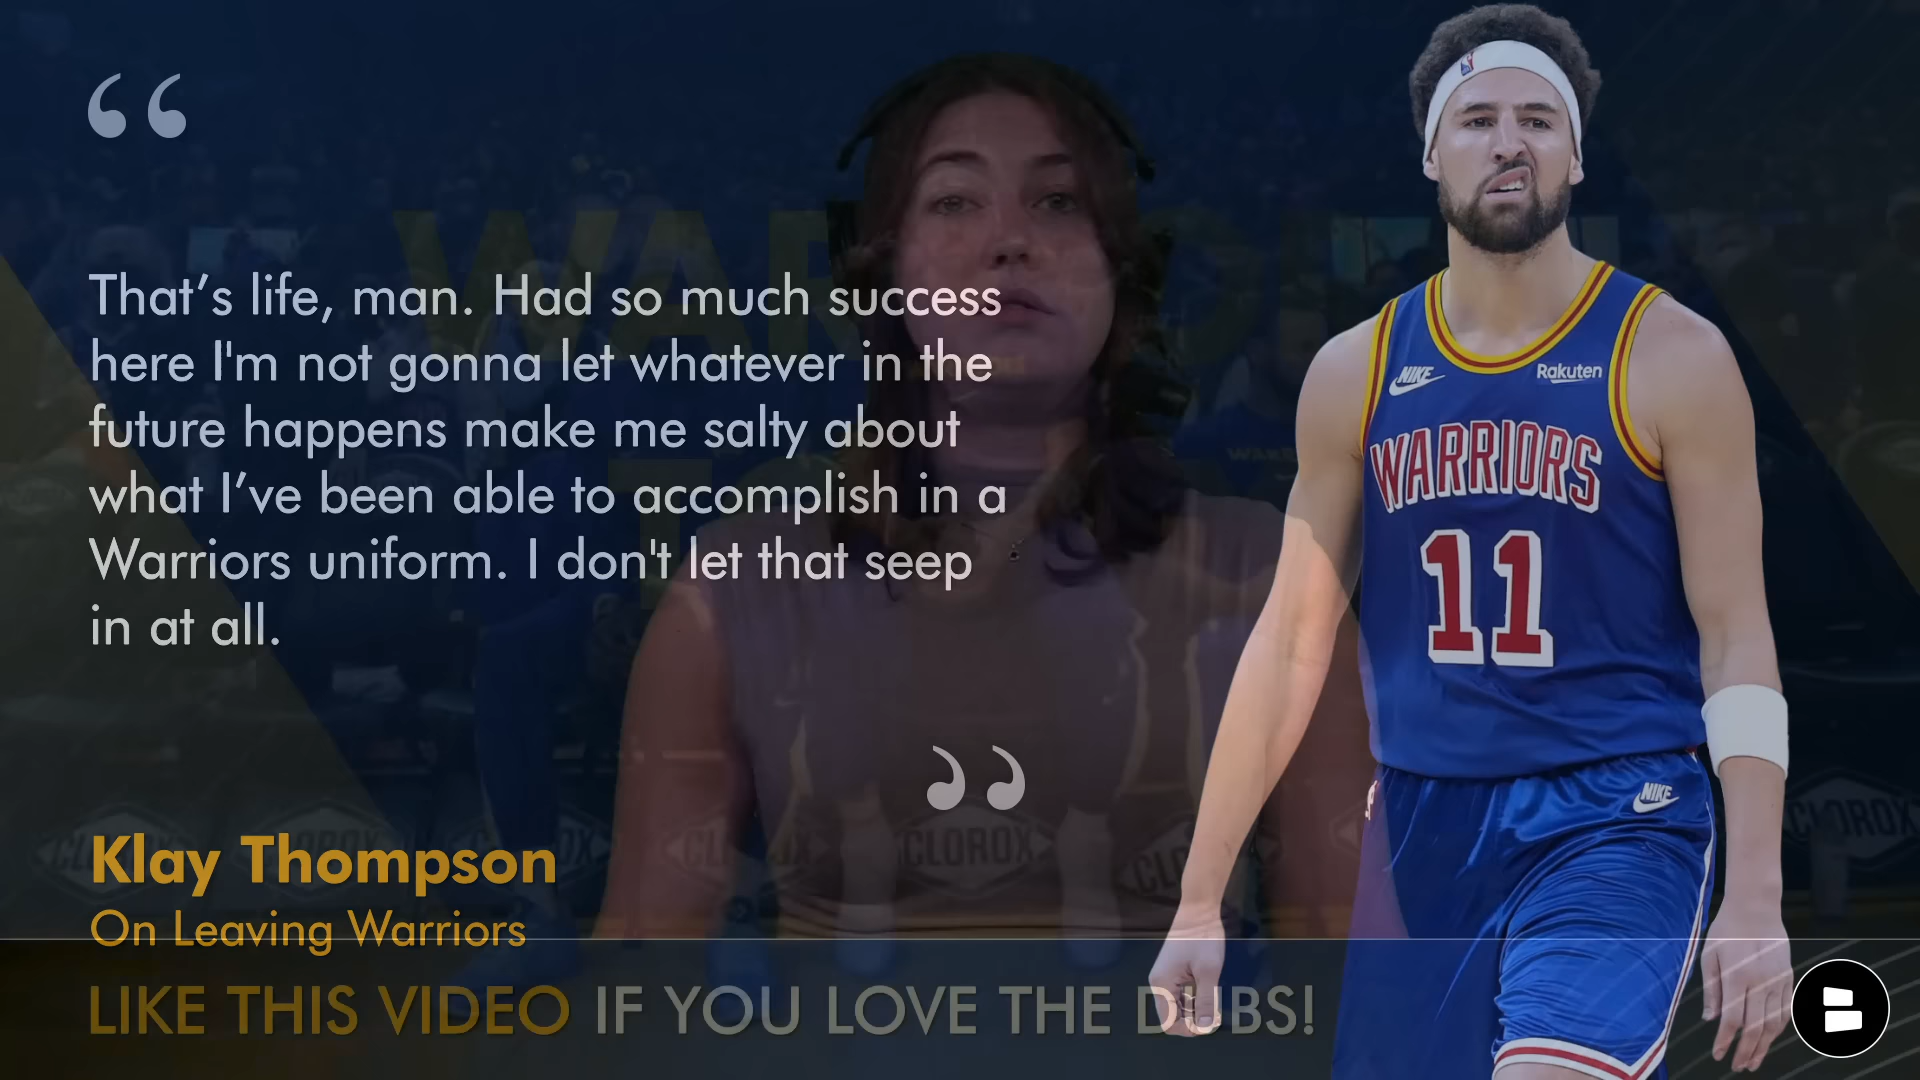 “
That’s life, man. Had so much success
here I'm not gonna let whatever in the
future happens make me salty about
what I’ve been able to accomplish in a
Warriors uniform. I don't let that seep
in at all.
”
Klay Thompson
On Leaving Warriors
LIKE THIS VIDEO IF YOU LOVE THE DUBS!
NIKE
Rakuten
WARRIORS
11
NIKE
CLOROX
CLOROX